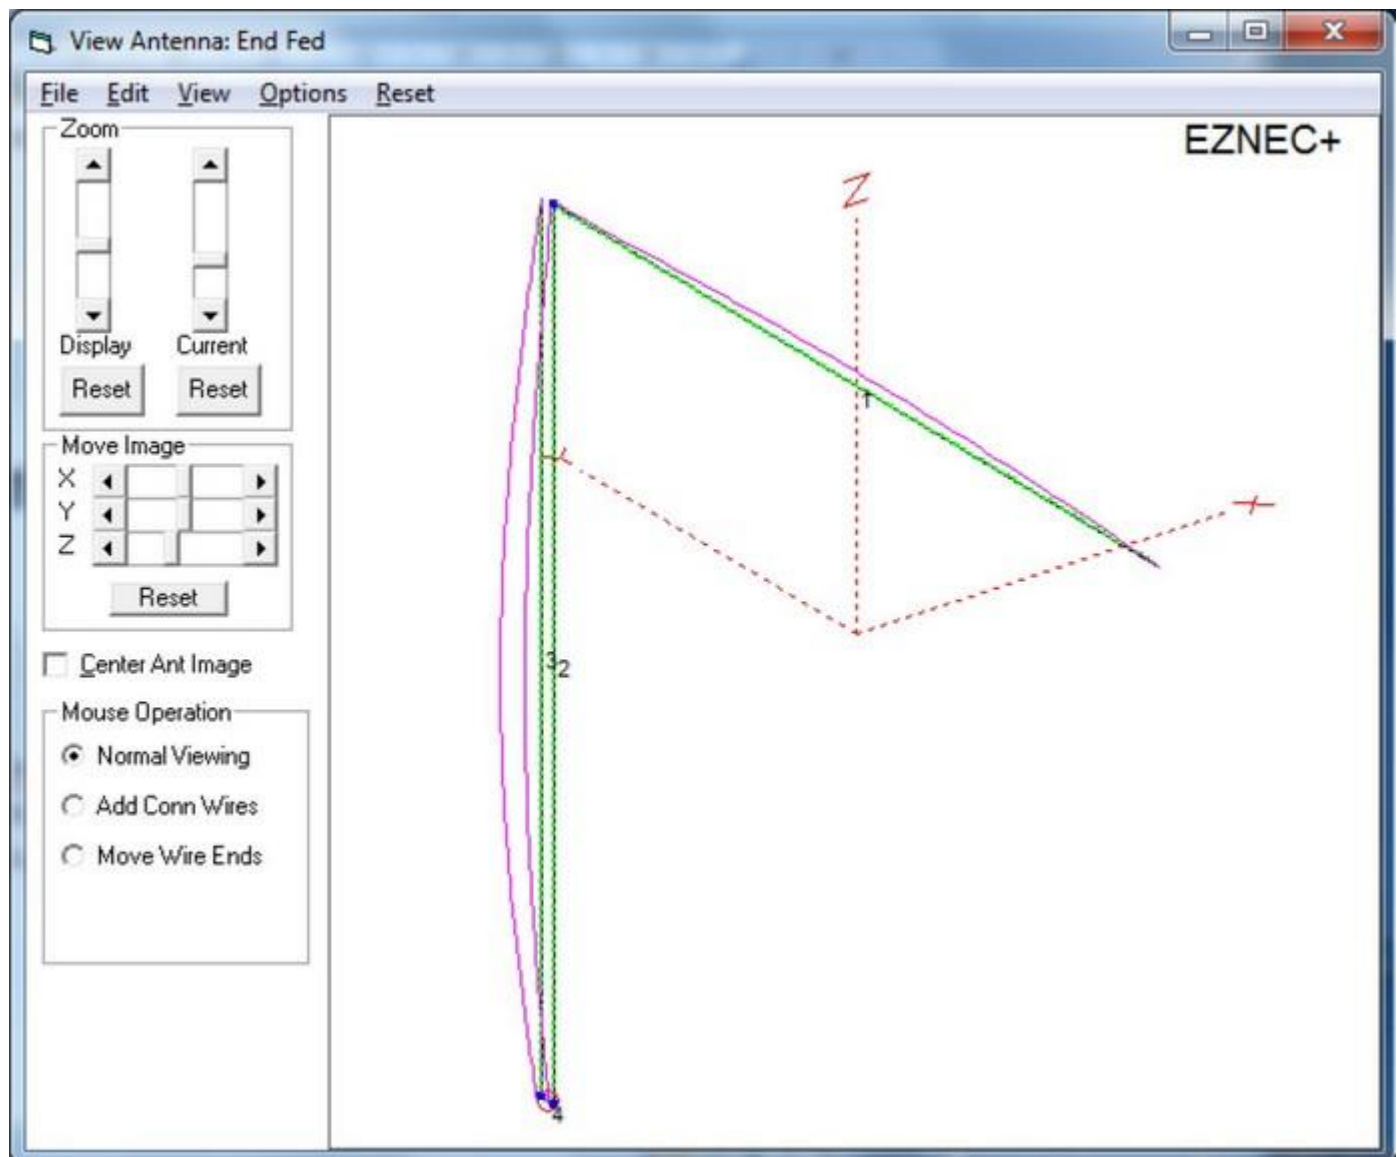 View Antenna: End Fed
File Edit View Options Reset
Zoom
Display Current
Reset Reset
Move Image
X
Y
Z
Reset
Center Ant Image
Mouse Operation
Normal Viewing
Add Conn Wires
Move Wire Ends
EZNEC+
Z
1
Y
X
3
2
4